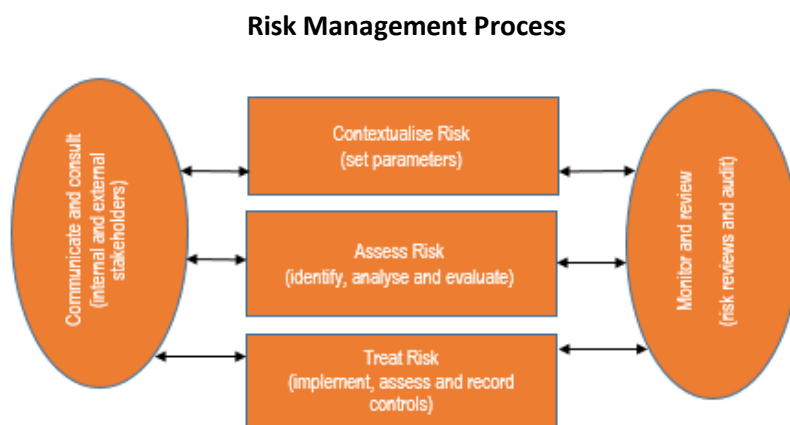 Risk Management Process
Communicate and consult
(internal and external
stakeholders)
Contextualise Risk
(set parameters)
Assess Risk
(identify, analyse and evaluate)
Treat Risk
(implement, assess and record
controls)
Monitor and review
(risk reviews and audit)